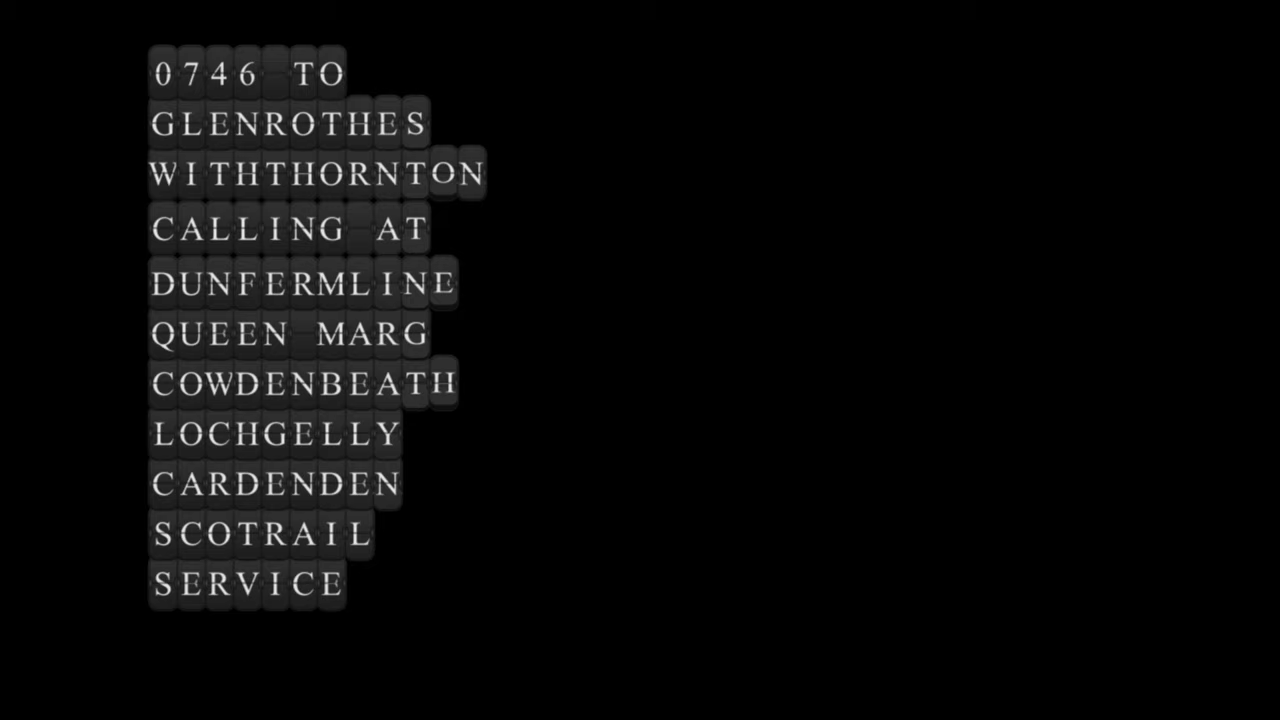 0746 TO
GLENROTHES
WITHTHORNTON
CALLING AT
DUNFERMLINE
QUEEN MARG
COWDENBEATH
LOCHGELLY
CARDENDEN
SCOTRAIL
SERVICE